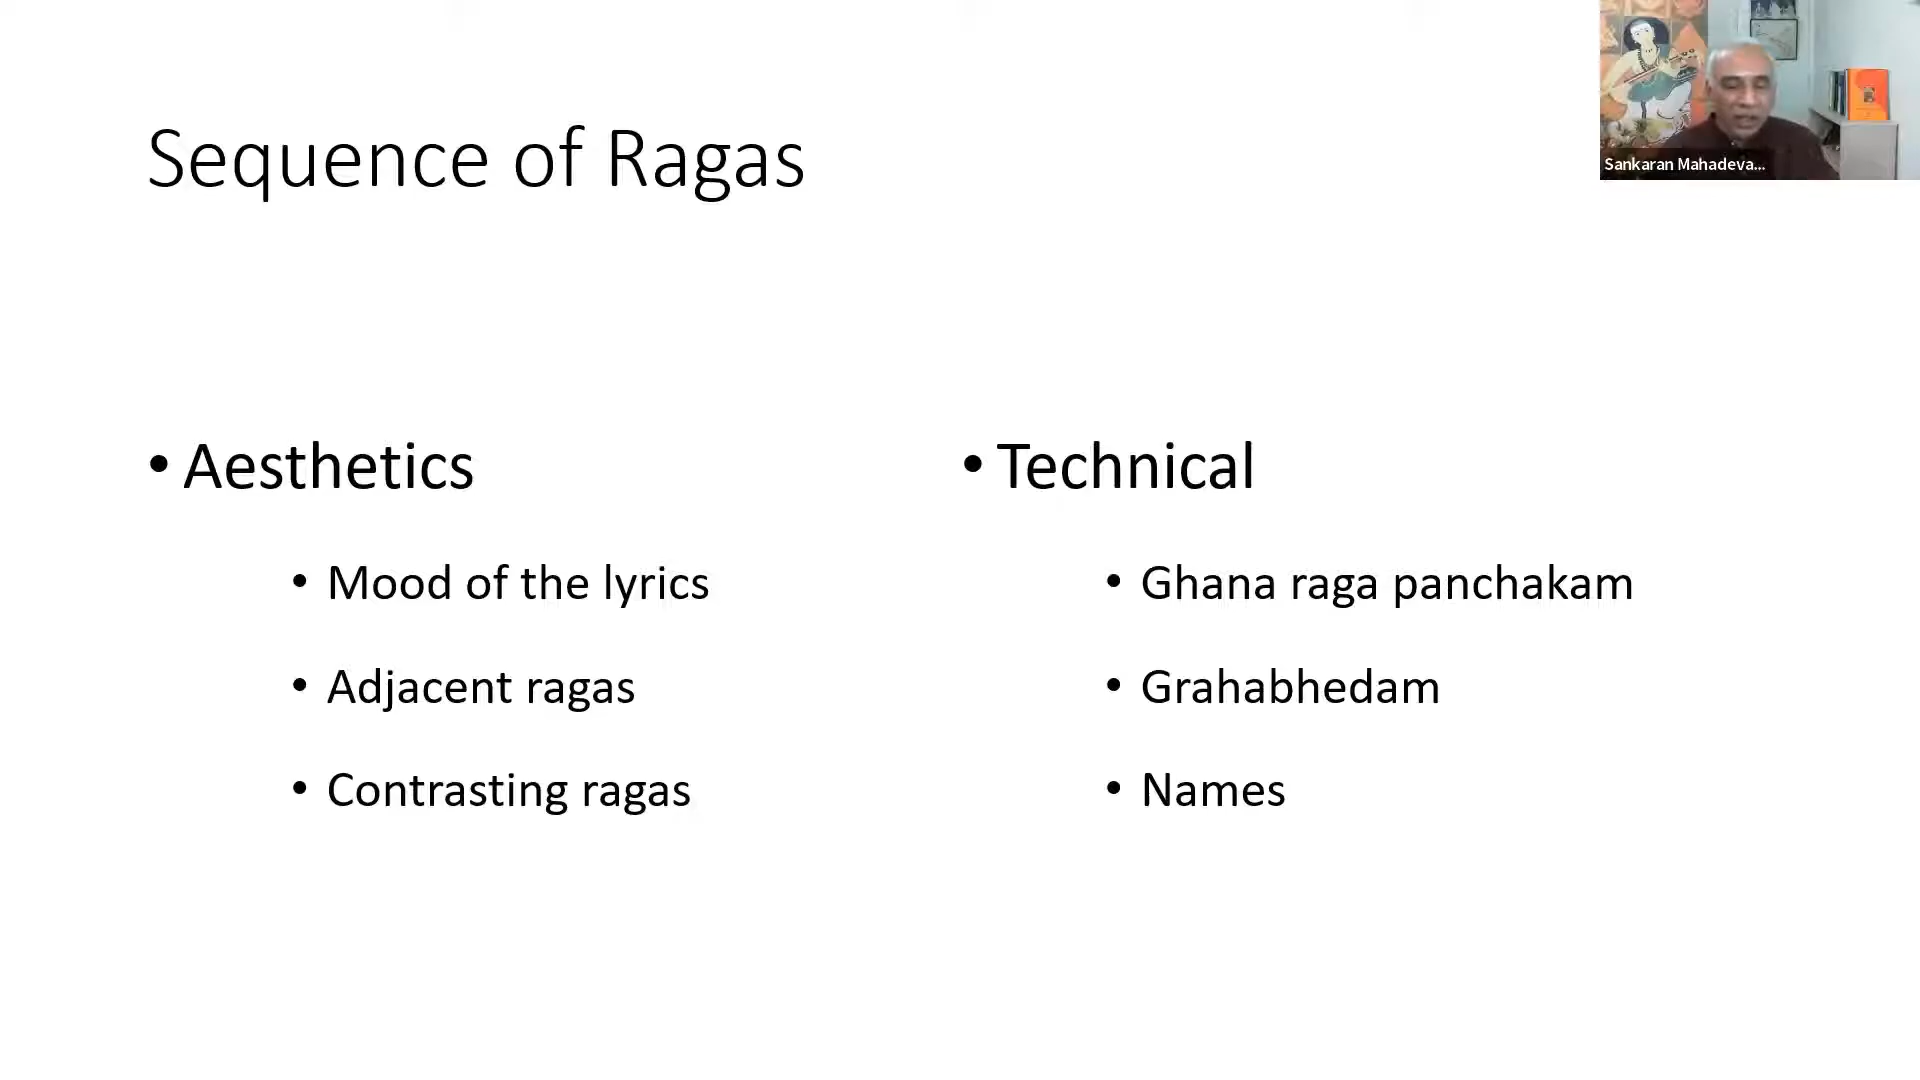 Sequence of Ragas
Sankaran Mahadeva...
• Aesthetics
• Mood of the lyrics
• Adjacent ragas
• Contrasting ragas
• Technical
• Ghana raga panchakam
• Grahabhedam
• Names